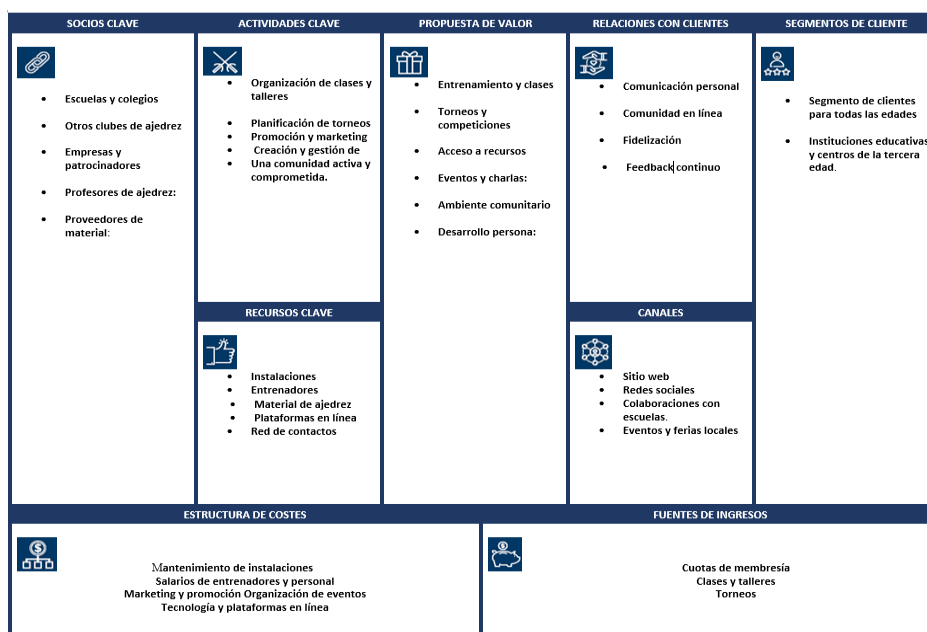 SOCIOS CLAVE
Escuelas y colegios
Otros clubes de ajedrez
Empresas y
patrocinadores
Profesores de ajedrez:
Proveedores de
material:
ACTIVIDADES CLAVE
Organización de clases y
talleres
Planificación de torneos
Promoción y marketing
Creación y gestión de
Una comunidad activa y
comprometida.
RECURSOS CLAVE
Instalaciones
Entrenadores
Material de ajedrez
Plataformas en línea
Red de contactos
PROPUESTA DE VALOR
Entrenamiento y clases
Torneos y
competiciones
Acceso a recursos
Eventos y charlas:
Ambiente comunitario
Desarrollo persona:
RELACIONES CON CLIENTES
Comunicación personal
Comunidad en línea
Fidelización
Feedback continuo
CANALES
Sitio web
Redes sociales
Colaboraciones con
escuelas.
Eventos y ferias locales
SEGMENTOS DE CLIENTE
Segmento de clientes
para todas las edades
Instituciones educativas
y centros de la tercera
edad.
ESTRUCTURA DE COSTES
Mantenimiento de instalaciones
Salarios de entrenadores y personal
Marketing y promoción Organización de eventos
Tecnología y plataformas en línea
FUENTES DE INGRESOS
Cuotas de membresía
Clases y talleres
Torneos